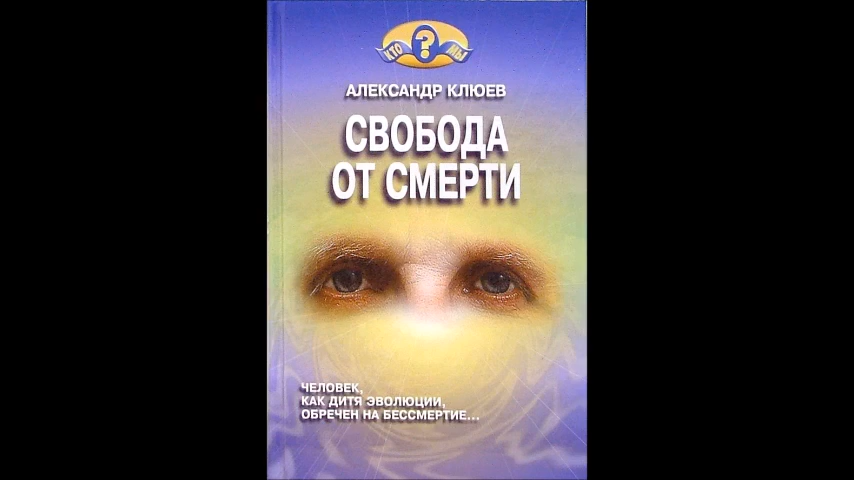 КТО ? МЫ
АЛЕКСАНДР КЛЮЕВ
СВОБОДА
ОТ СМЕРТИ
ЧЕЛОВЕК,
КАК ДИТЯ ЭВОЛЮЦИИ,
ОБРЕЧЕН НА БЕССМЕРТИЕ...